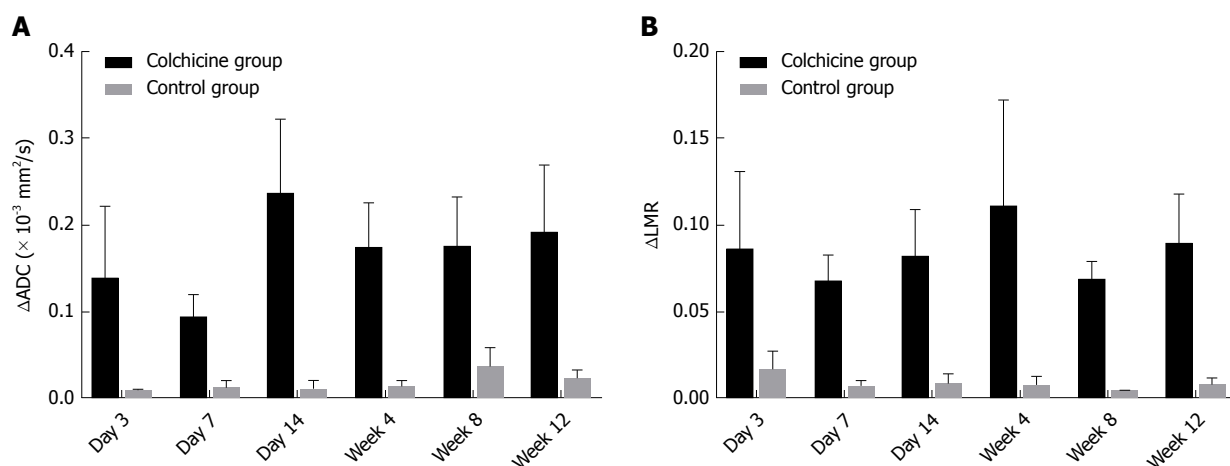 A
0.4
0.3
0.2
0.1
0.0
ΔADC (× 10⁻³ mm²/s)
Colchicine group
Control group
Day 3
Day 7
Day 14
Week 4
Week 8
Week 12
B
0.20
0.15
0.10
0.05
0.00
ΔLMR
Colchicine group
Control group
Day 3
Day 7
Day 14
Week 4
Week 8
Week 12